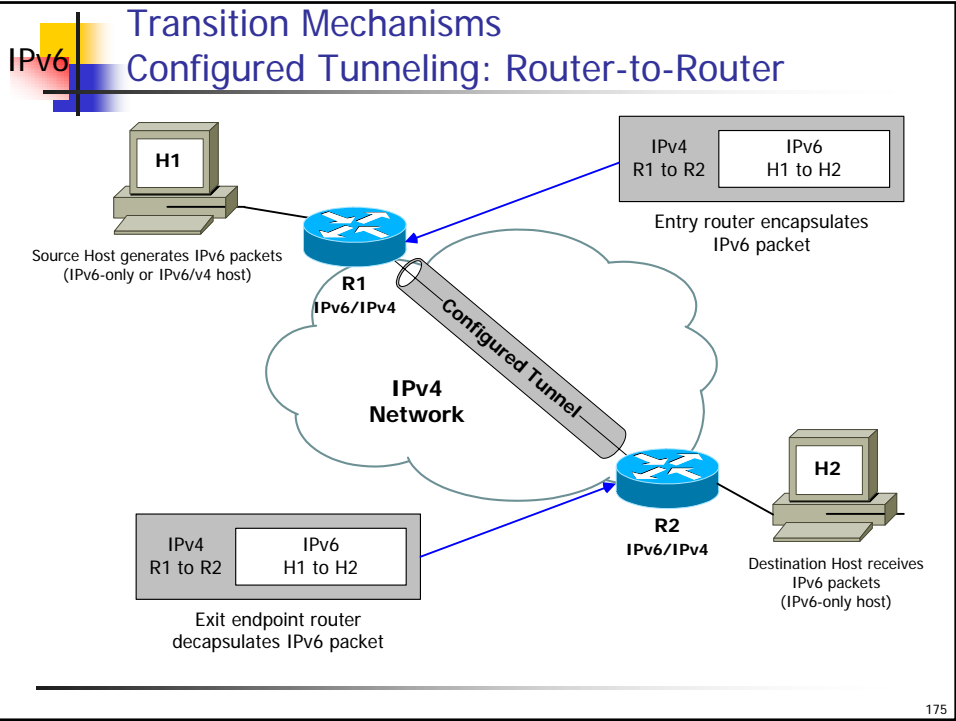 IPv6
Transition Mechanisms
Configured Tunneling: Router-to-Router
H1
Source Host generates IPv6 packets
(IPv6-only or IPv6/v4 host)
IPv4
R1 to R2
IPv6
H1 to H2
Entry router encapsulates
IPv6 packet
R1
IPv6/IPv4
Configured Tunnel
IPv4
Network
R2
IPv6/IPv4
H2
Destination Host receives
IPv6 packets
(IPv6-only host)
IPv4
R1 to R2
IPv6
H1 to H2
Exit endpoint router
decapsulates IPv6 packet
175